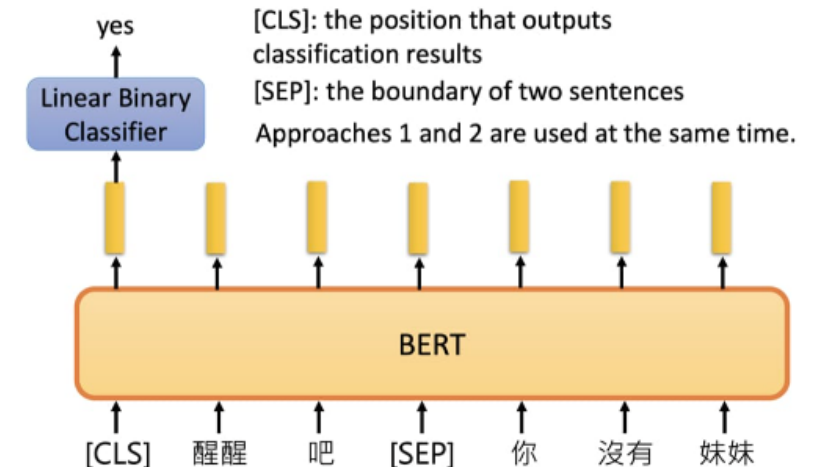 yes
[CLS]: the position that outputs
classification results
[SEP]: the boundary of two sentences
Approaches 1 and 2 are used at the same time.
Linear Binary
Classifier
BERT
[CLS] 醒醒 吧 [SEP] 你 沒有 妹妹